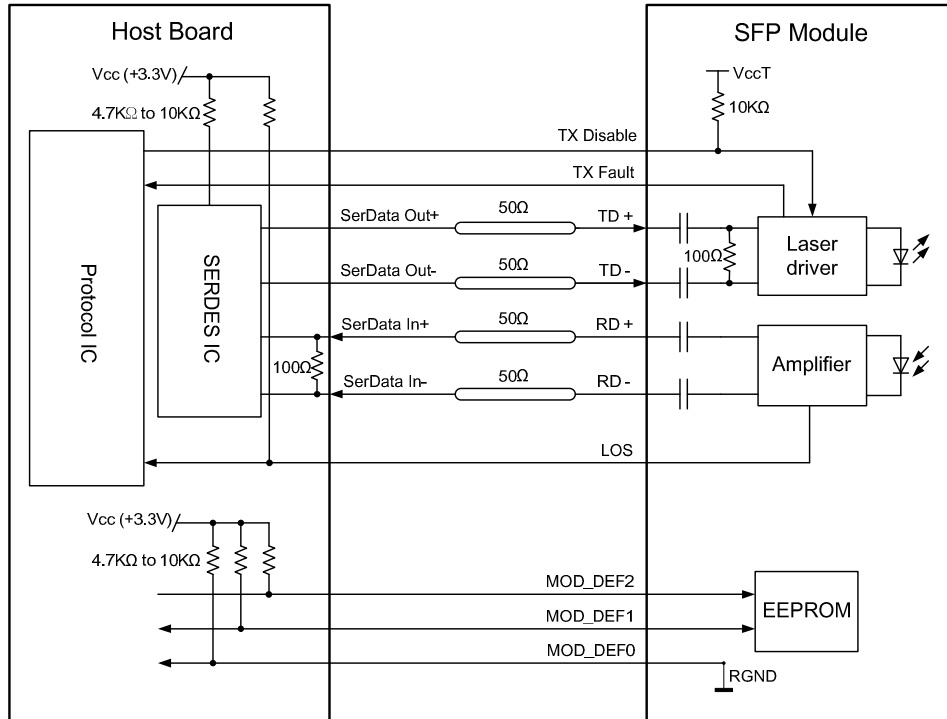 Host Board
SFP Module
Vcc (+3.3V)
4.7KΩ to 10KΩ
VccT
10KΩ
TX Disable
TX Fault
SerData Out+
50Ω
TD +
SerData Out-
50Ω
TD -
100Ω
Laser
driver
Protocol IC
SERDES IC
SerData In+
50Ω
RD +
100Ω
SerData In-
50Ω
RD -
Amplifier
LOS
Vcc (+3.3V)
4.7KΩ to 10KΩ
MOD_DEF2
MOD_DEF1
MOD_DEF0
EEPROM
RGND